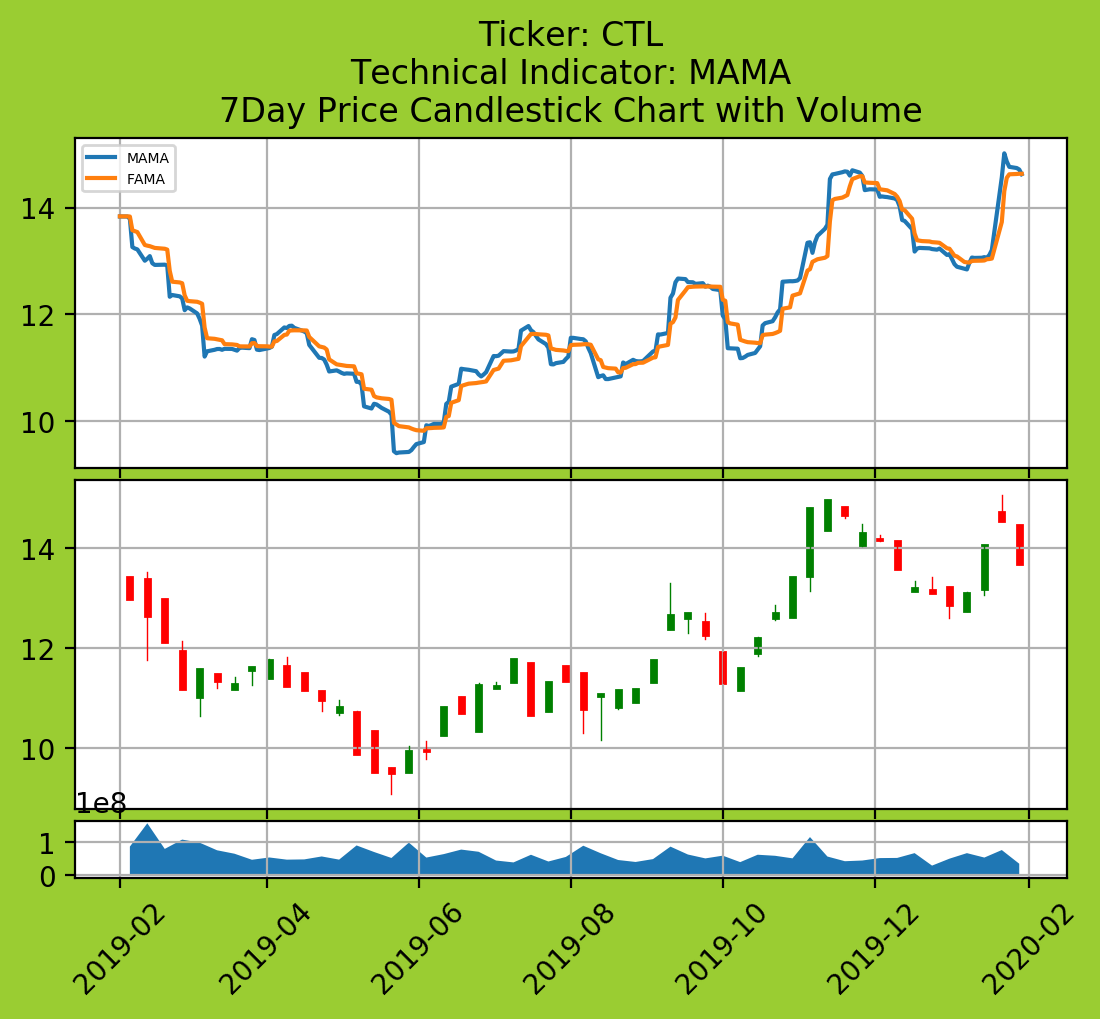 Ticker: CTL
Technical Indicator: MAMA
7Day Price Candlestick Chart with Volume
MAMA
FAMA
14
12
10
14
12
10
1e8
1
0
2019-02
2019-04
2019-06
2019-08
2019-10
2019-12
2020-02